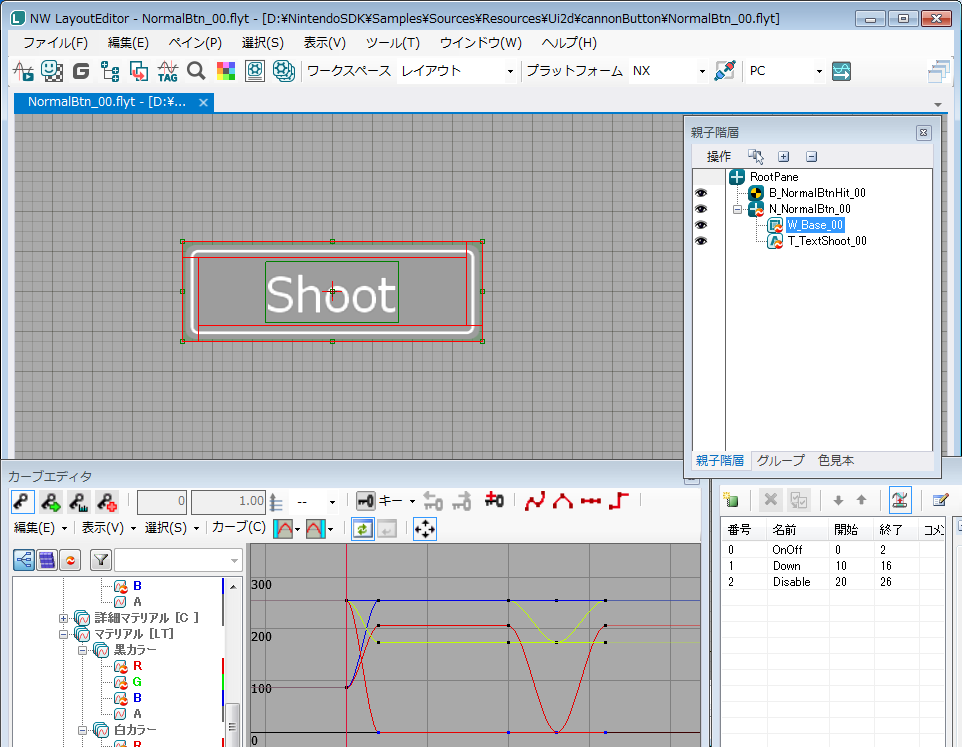 NW LayoutEditor - NormalBtn_00.flyt - [D:¥NintendoSDK¥Samples¥Sources¥Resources¥Ui2d¥cannonButton¥NormalBtn_00.flyt]
ファイル(F) 編集(E) ペイン(P) 選択(S) 表示(V) ツール(T) ウインドウ(W) ヘルプ(H)
TAG ワークスペース レイアウト プラットフォーム NX PC
NormalBtn_00.flyt - [D:¥...
親子階層
操作
RootPane
B_NormalBtnHit_00
N_NormalBtn_00
W_Base_00
T_TextShoot_00
Shoot
親子階層 グループ 色見本
カーブエディタ
0 1.00 -- キー
編集(E) 表示(V) 選択(S) カーブ(C)
B
A
詳細マテリアル [C ]
マテリアル [LT]
黒カラー
R
G
B
A
白カラー
R
300
200
100
0
番号 名前 開始 終了 コメ
0 OnOff 0 2
1 Down 10 16
2 Disable 20 26